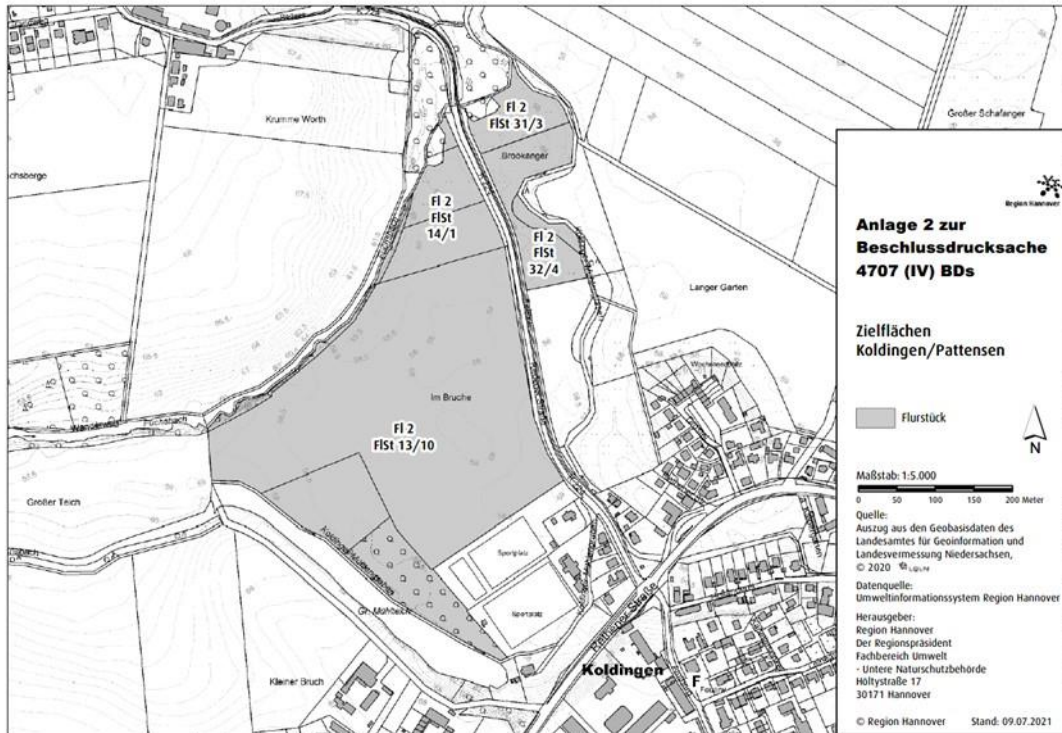 Krumme Worth
Großer Schafanger
Fl 2
FlSt 31/3
Brookanger
Fl 2
FlSt
14/1
Fl 2
FlSt
32/4
Langer Garten
Im Bruche
Fl 2
FlSt 13/10
Großer Teich
Sportplatz
Sportplatz
Kleiner Bruch
Koldingen
F
Region Hannover
Anlage 2 zur
Beschlussdrucksache
4707 (IV) BDs
Zielflächen
Koldingen/Pattensen
Flurstück
N
Maßstab: 1:5.000
0 50 100 150 200 Meter
Quelle:
Auszug aus den Geobasisdaten des
Landesamtes für Geoinformation und
Landesvermessung Niedersachsen,
© 2020 LGLN
Datenquelle:
Umweltinformationssystem Region Hannover
Herausgeber:
Region Hannover
Der Regionspräsident
Fachbereich Umwelt
- Untere Naturschutzbehörde
Höltystraße 17
30171 Hannover
© Region Hannover Stand: 09.07.2021